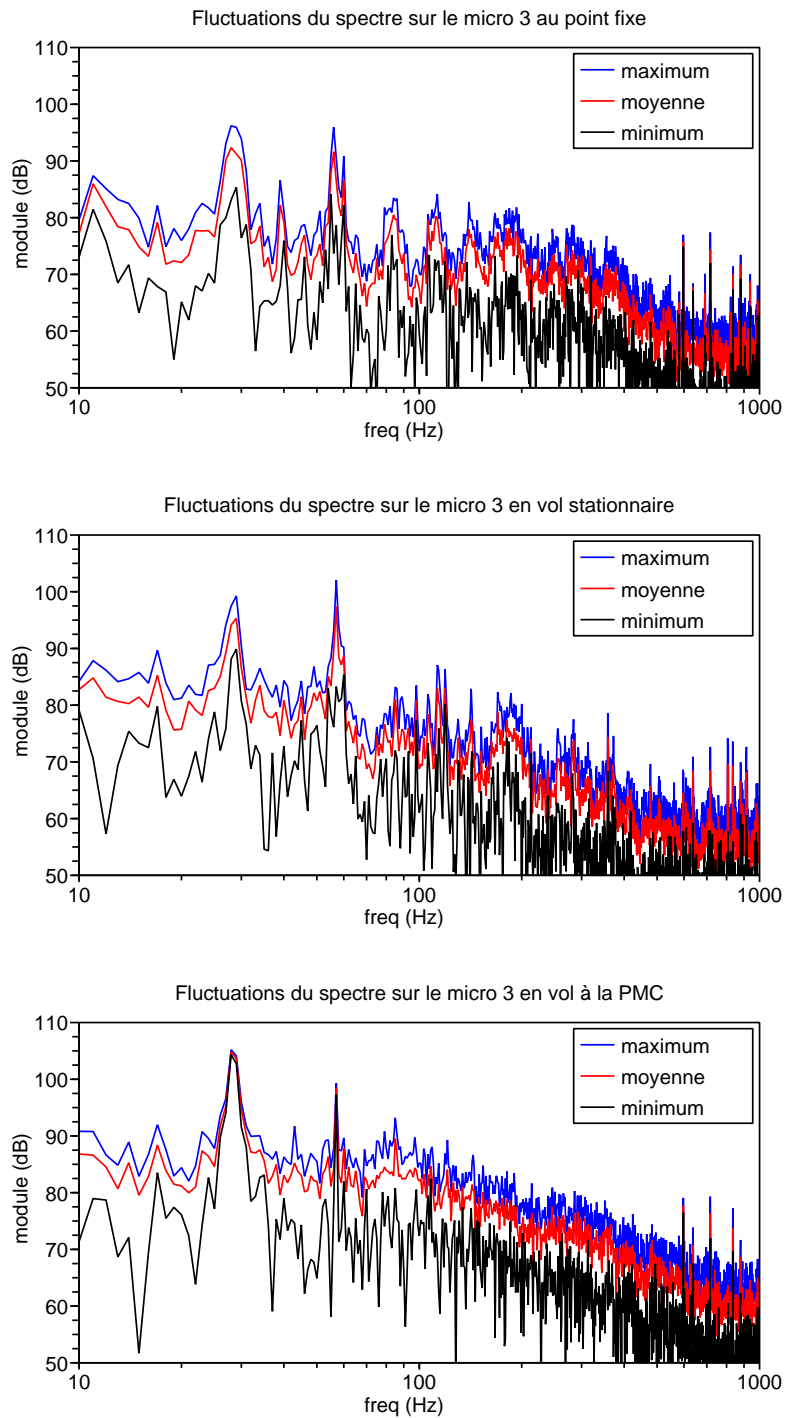 Fluctuations du spectre sur le micro 3 au point fixe
110
100
90
80
70
60
50
module (dB)
maximum
moyenne
minimum
10
100
1000
freq (Hz)
Fluctuations du spectre sur le micro 3 en vol stationnaire
110
100
90
80
70
60
50
module (dB)
maximum
moyenne
minimum
10
100
1000
freq (Hz)
Fluctuations du spectre sur le micro 3 en vol à la PMC
110
100
90
80
70
60
50
module (dB)
maximum
moyenne
minimum
10
100
1000
freq (Hz)